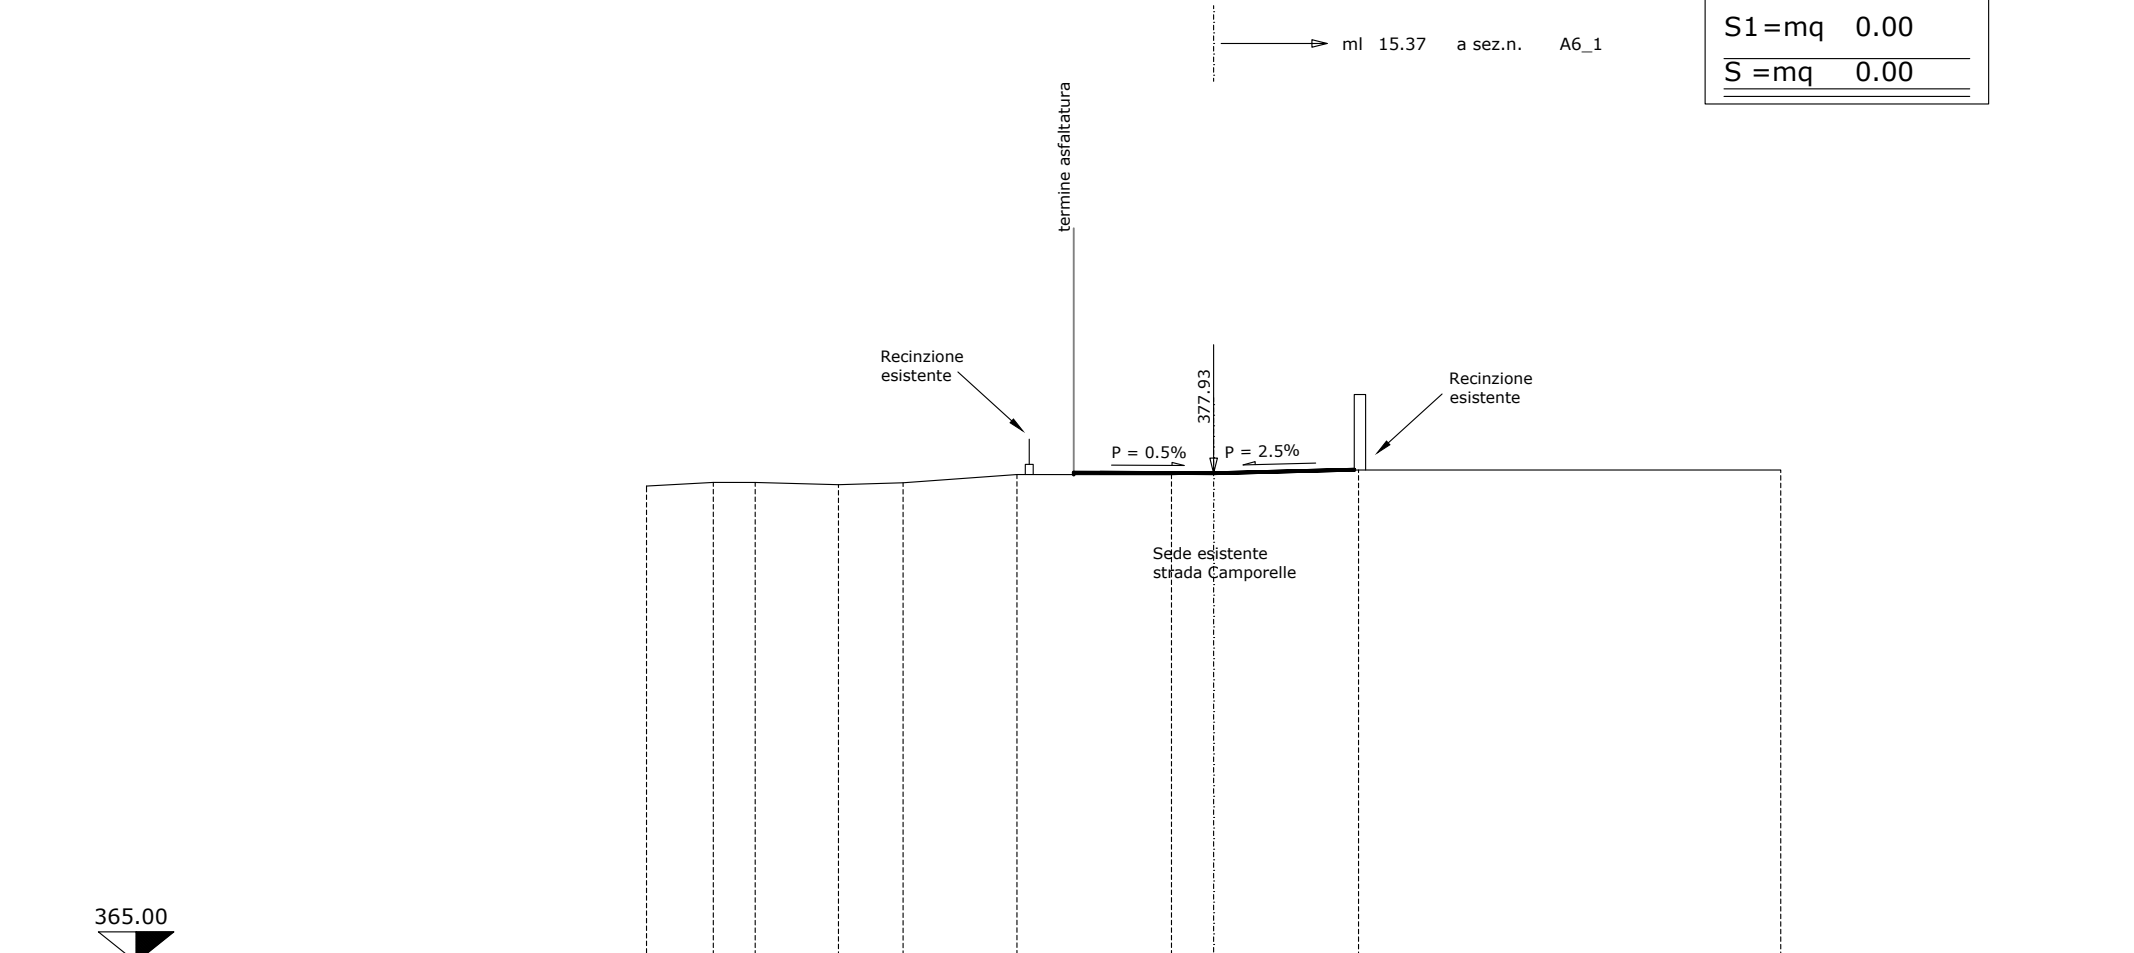 S1=mq 0.00
ml 15.37 a sez.n. A6_1
S =mq 0.00
termine asfaltatura
Recinzione
esistente
377.93
Recinzione
esistente
P = 0.5%
P = 2.5%
Sede esistente
strada Camporelle
365.00